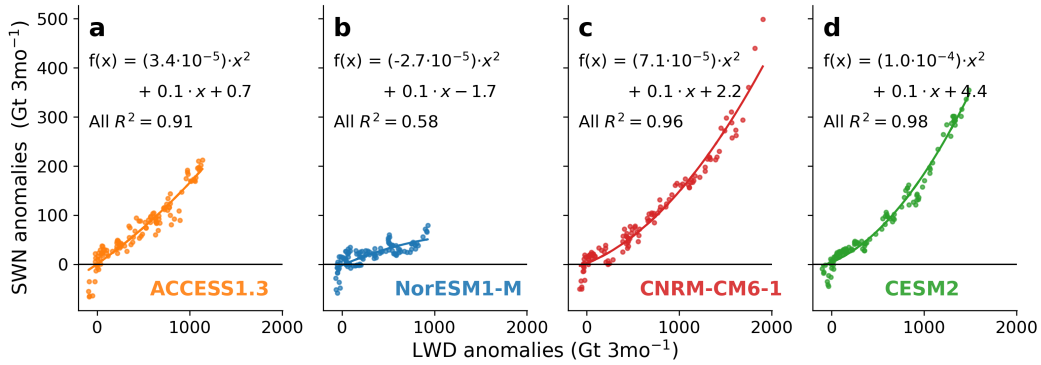 a
f(x) = (3.4·10⁻⁵)·x²
+ 0.1 · x + 0.7
All R² = 0.91
ACCESS1.3
b
f(x) = (-2.7·10⁻⁵)·x²
+ 0.1 · x − 1.7
All R² = 0.58
NorESM1-M
c
f(x) = (7.1·10⁻⁵)·x²
+ 0.1 · x + 2.2
All R² = 0.96
CNRM-CM6-1
d
f(x) = (1.0·10⁻⁴)·x²
+ 0.1 · x + 4.4
All R² = 0.98
CESM2
SWN anomalies (Gt 3mo⁻¹)
500
400
300
200
100
0
0 1000 2000
0 1000 2000
0 1000 2000
0 1000 2000
LWD anomalies (Gt 3mo⁻¹)